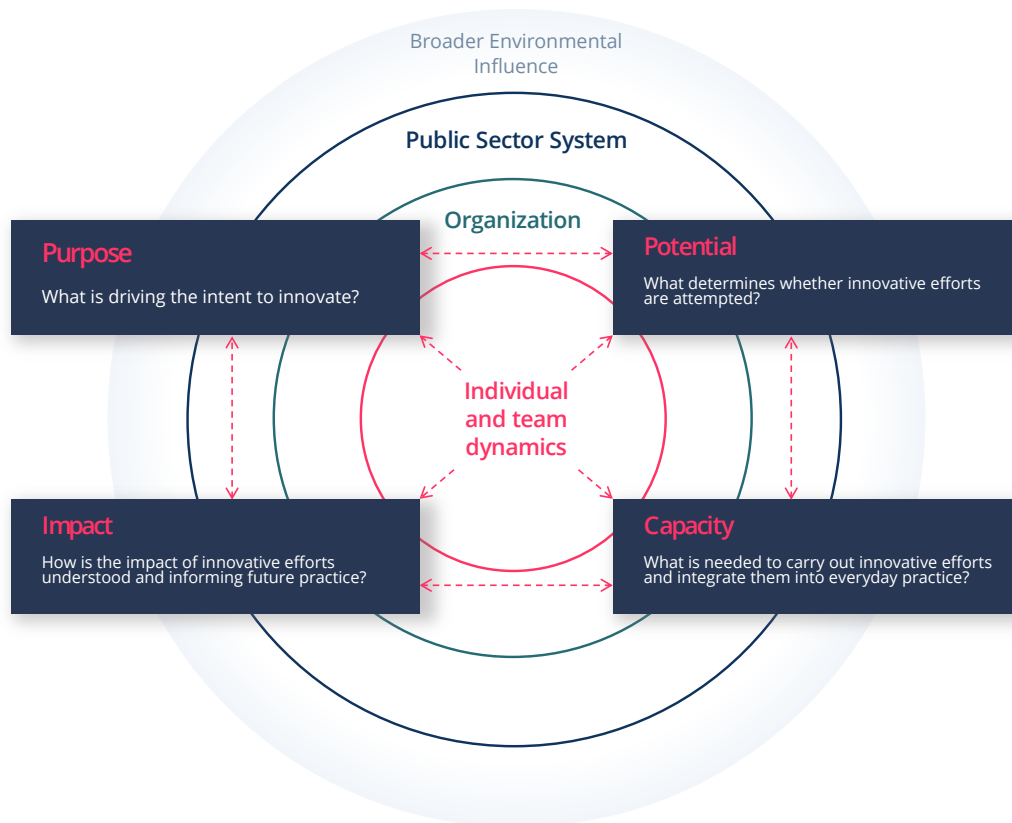 Broader Environmental
Influence
Public Sector System
Organization
Purpose
What is driving the intent to innovate?
Potential
What determines whether innovative efforts
are attempted?
Individual
and team
dynamics
Impact
How is the impact of innovative efforts
understood and informing future practice?
Capacity
What is needed to carry out innovative efforts
and integrate them into everyday practice?